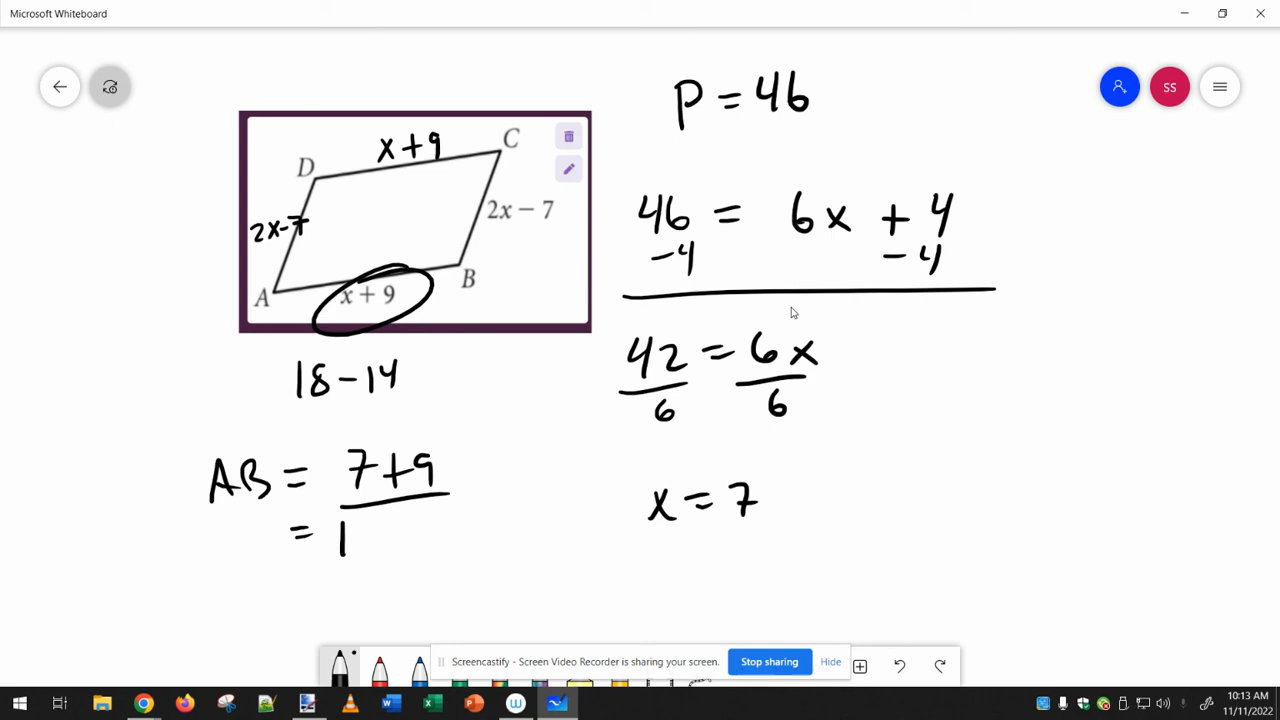 Microsoft Whiteboard
SS
P = 46
x + 9
D
C
2x - 7
2x − 7
A
x + 9
B
46 = 6x + 4
-4 -4
42 = 6x
6 6
18 - 14
AB = 7 + 9
= 1
x = 7
Screencastify - Screen Video Recorder is sharing your screen.
Stop sharing
Hide
10:13 AM
11/11/2022